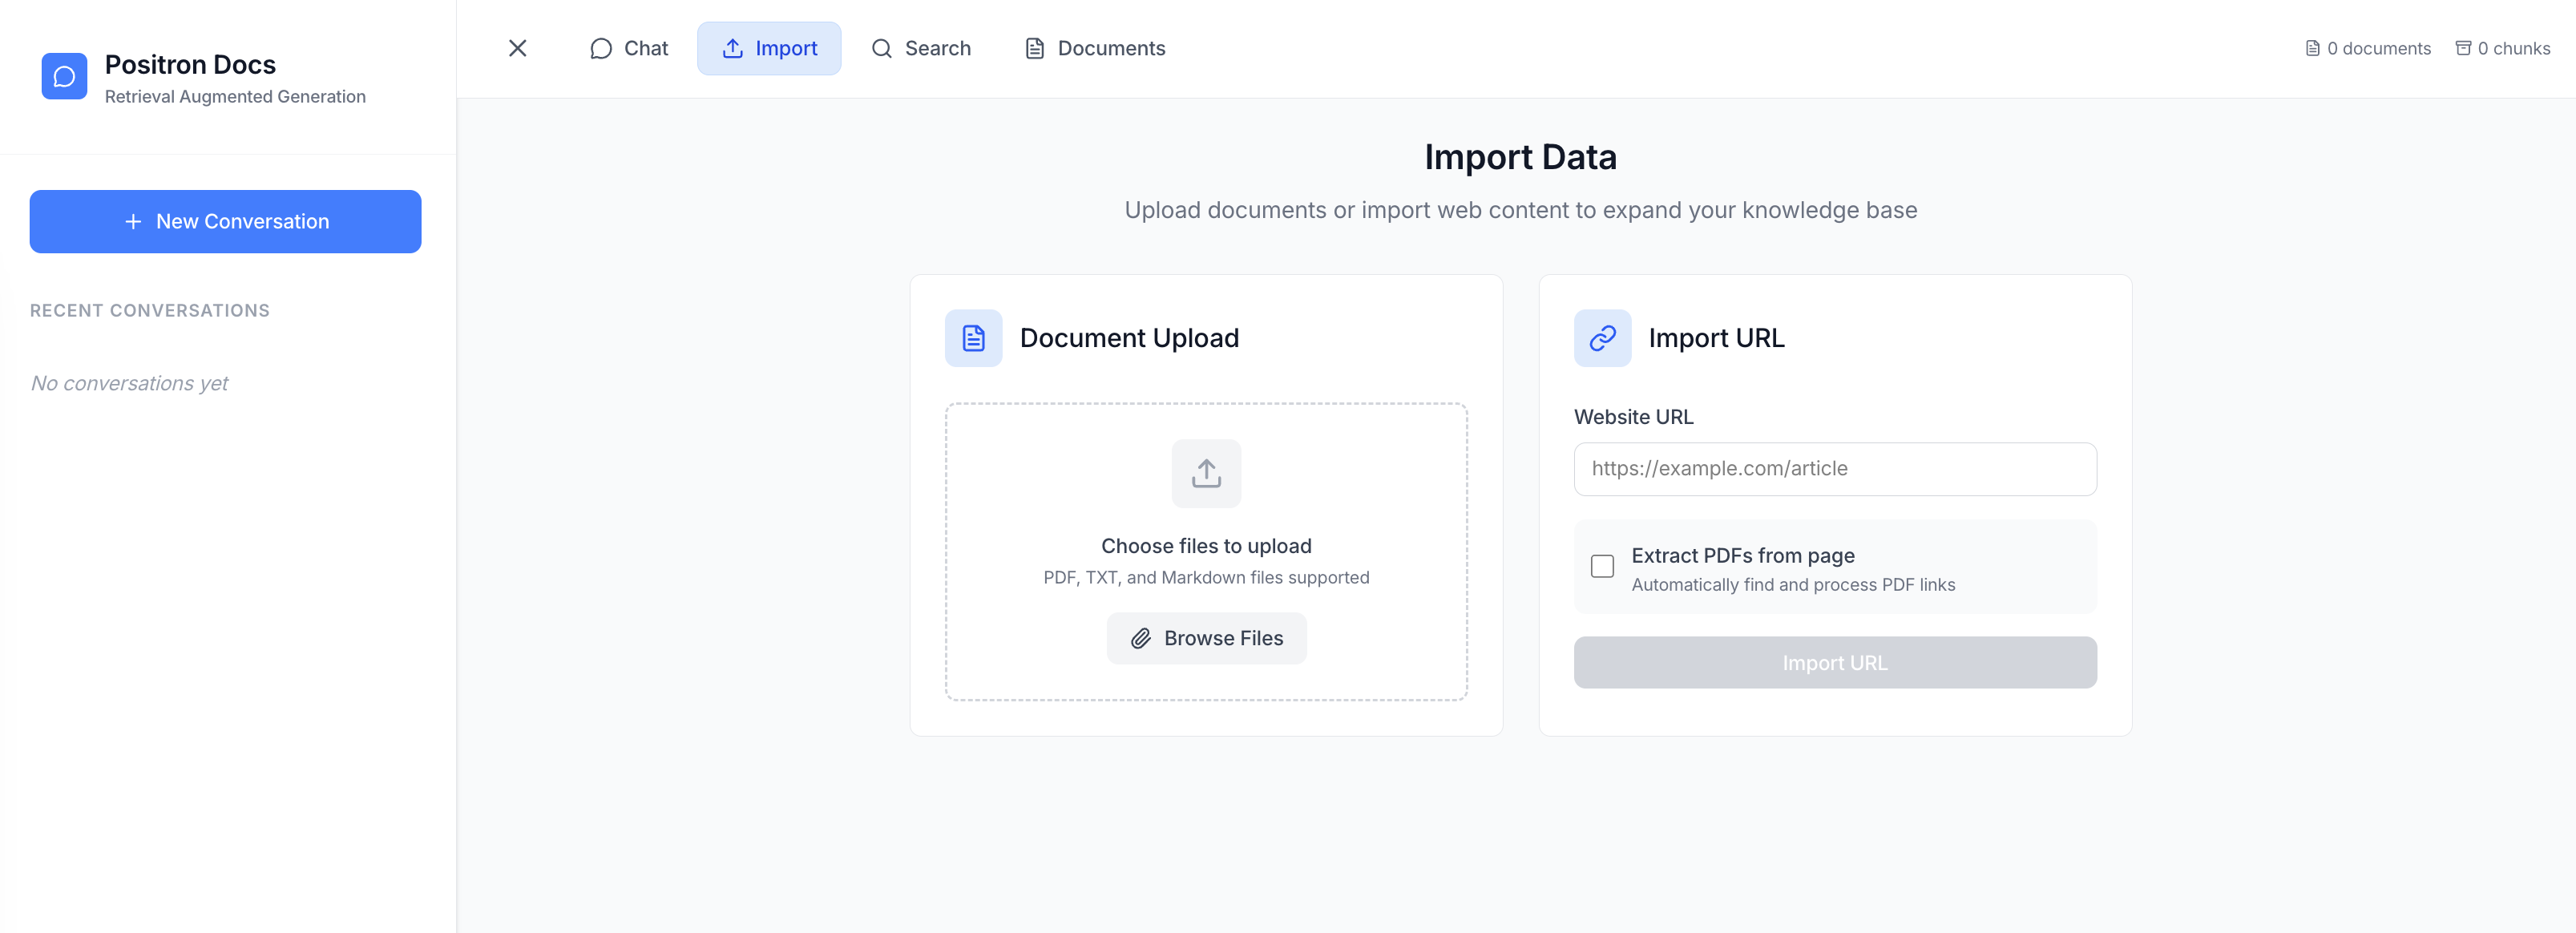 Positron Docs
Retrieval Augmented Generation
New Conversation
RECENT CONVERSATIONS
No conversations yet
Chat
Import
Search
Documents
0 documents
0 chunks
Import Data
Upload documents or import web content to expand your knowledge base
Document Upload
Choose files to upload
PDF, TXT, and Markdown files supported
Browse Files
Import URL
Website URL
https://example.com/article
Extract PDFs from page
Automatically find and process PDF links
Import URL